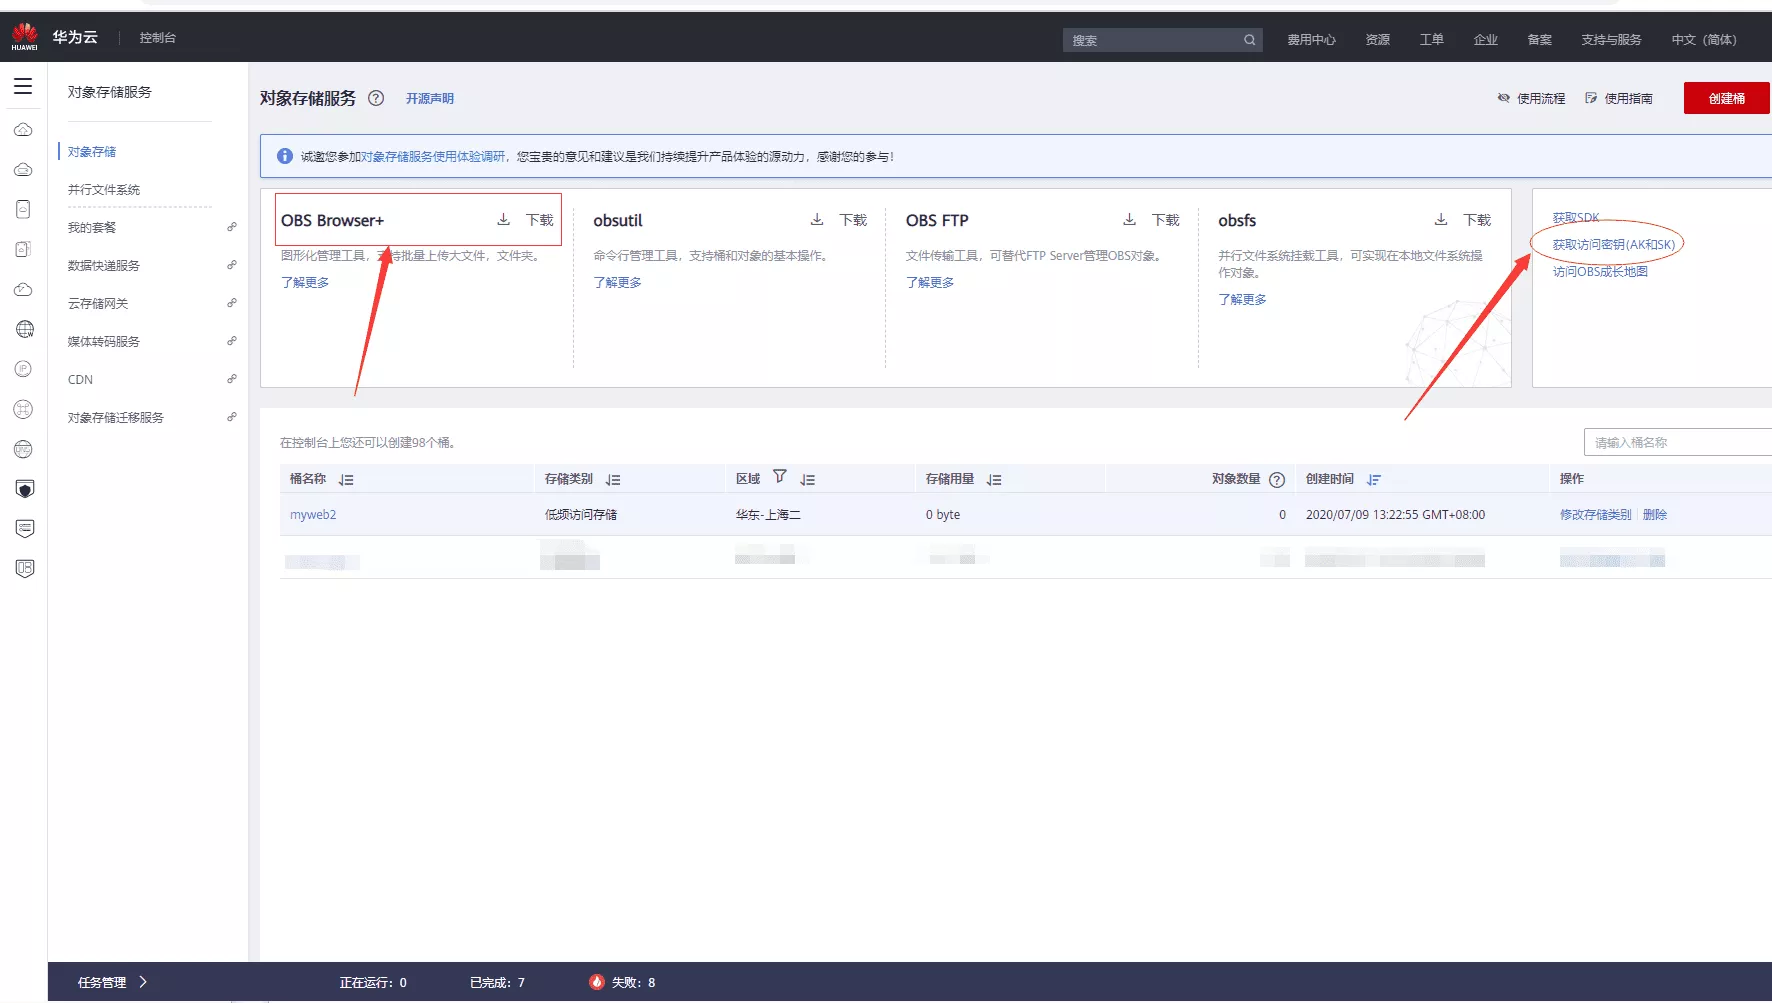 HUAWEI 华为云 控制台 搜索 费用中心 资源 工单 企业 备案 支持与服务 中文 (简体)
对象存储服务
对象存储
并行文件系统
我的套餐
数据快递服务
云存储网关
媒体转码服务
CDN
对象存储迁移服务
对象存储服务 ? 开源声明 使用流程 使用指南 创建桶
诚邀您参加对象存储服务使用体验调研，您宝贵的意见和建议是我们持续提升产品体验的源动力，感谢您的参与！
OBS Browser+ 下载
图形化管理工具，支持批量上传大文件，文件夹。
了解更多
obsutil 下载
命令行管理工具，支持桶和对象的基本操作。
了解更多
OBS FTP 下载
文件传输工具，可替代FTP Server管理OBS对象。
了解更多
obsfs 下载
并行文件系统挂载工具，可实现在本地文件系统操
作对象。
了解更多
获取SDK
获取访问密钥(AK和SK)
访问OBS成长地图
在控制台上您还可以创建98个桶。
请输入桶名称
桶名称 存储类别 区域 存储用量 对象数量 ? 创建时间 操作
myweb2 低频访问存储 华东-上海二 0 byte 0 2020/07/09 13:22:55 GMT+08:00 修改存储类别 删除
任务管理 正在运行：0 已完成：7 失败：8